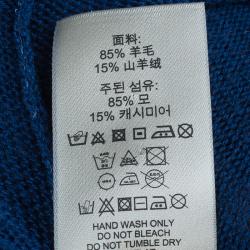 面料:
85% 羊毛
15% 山羊绒
주된 섬유:
85% 모
15% 캐시미어
HAND WASH ONLY
DO NOT BLEACH
DO NOT TUMBLE DRY